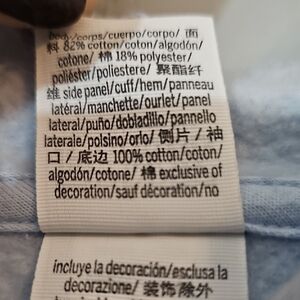 body/corps/cuerpo/corpo/ 面
料 82% cotton/coton/algodón/
cotone/ 棉 18% polyester/
poliéster/poliestere/ 聚酯纤
维 side panel/cuff/hem/panneau
latéral/manchette/ourlet/panel
lateral/puño/dobladillo/pannello
laterale/polsino/orlo/ 侧片 / 袖
口 / 底边 100% cotton/coton/
algodón/cotone/ 棉 exclusive of
decoration/sauf décoration/no
incluye la decoración/esclusa la
decorazione/ 装饰除外